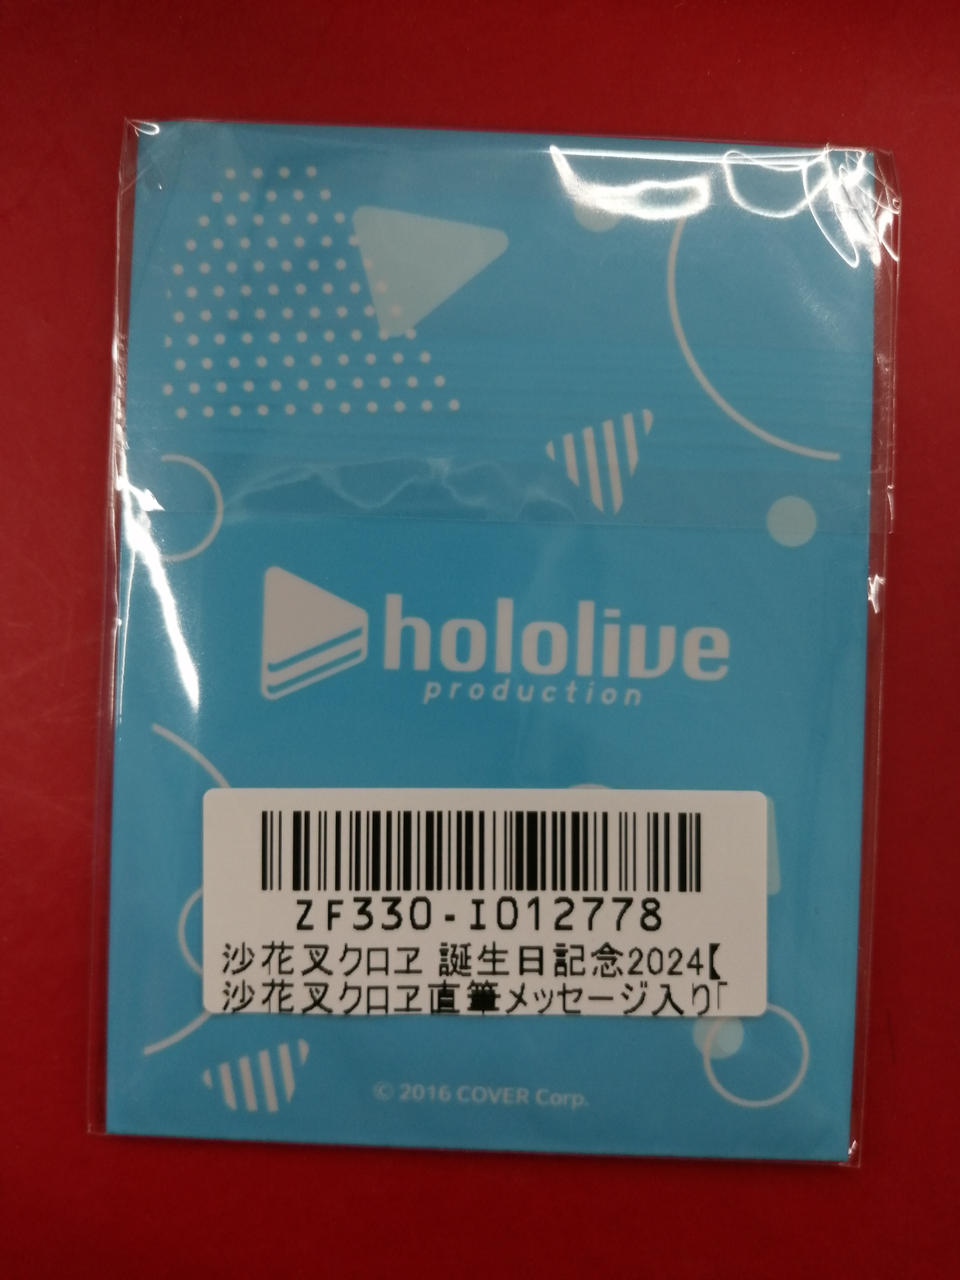 hololive
production
ZF330-I012778
沙花叉クロヱ 誕生日記念2024【
沙花叉クロヱ直筆メッセージ入り「
© 2016 COVER Corp.